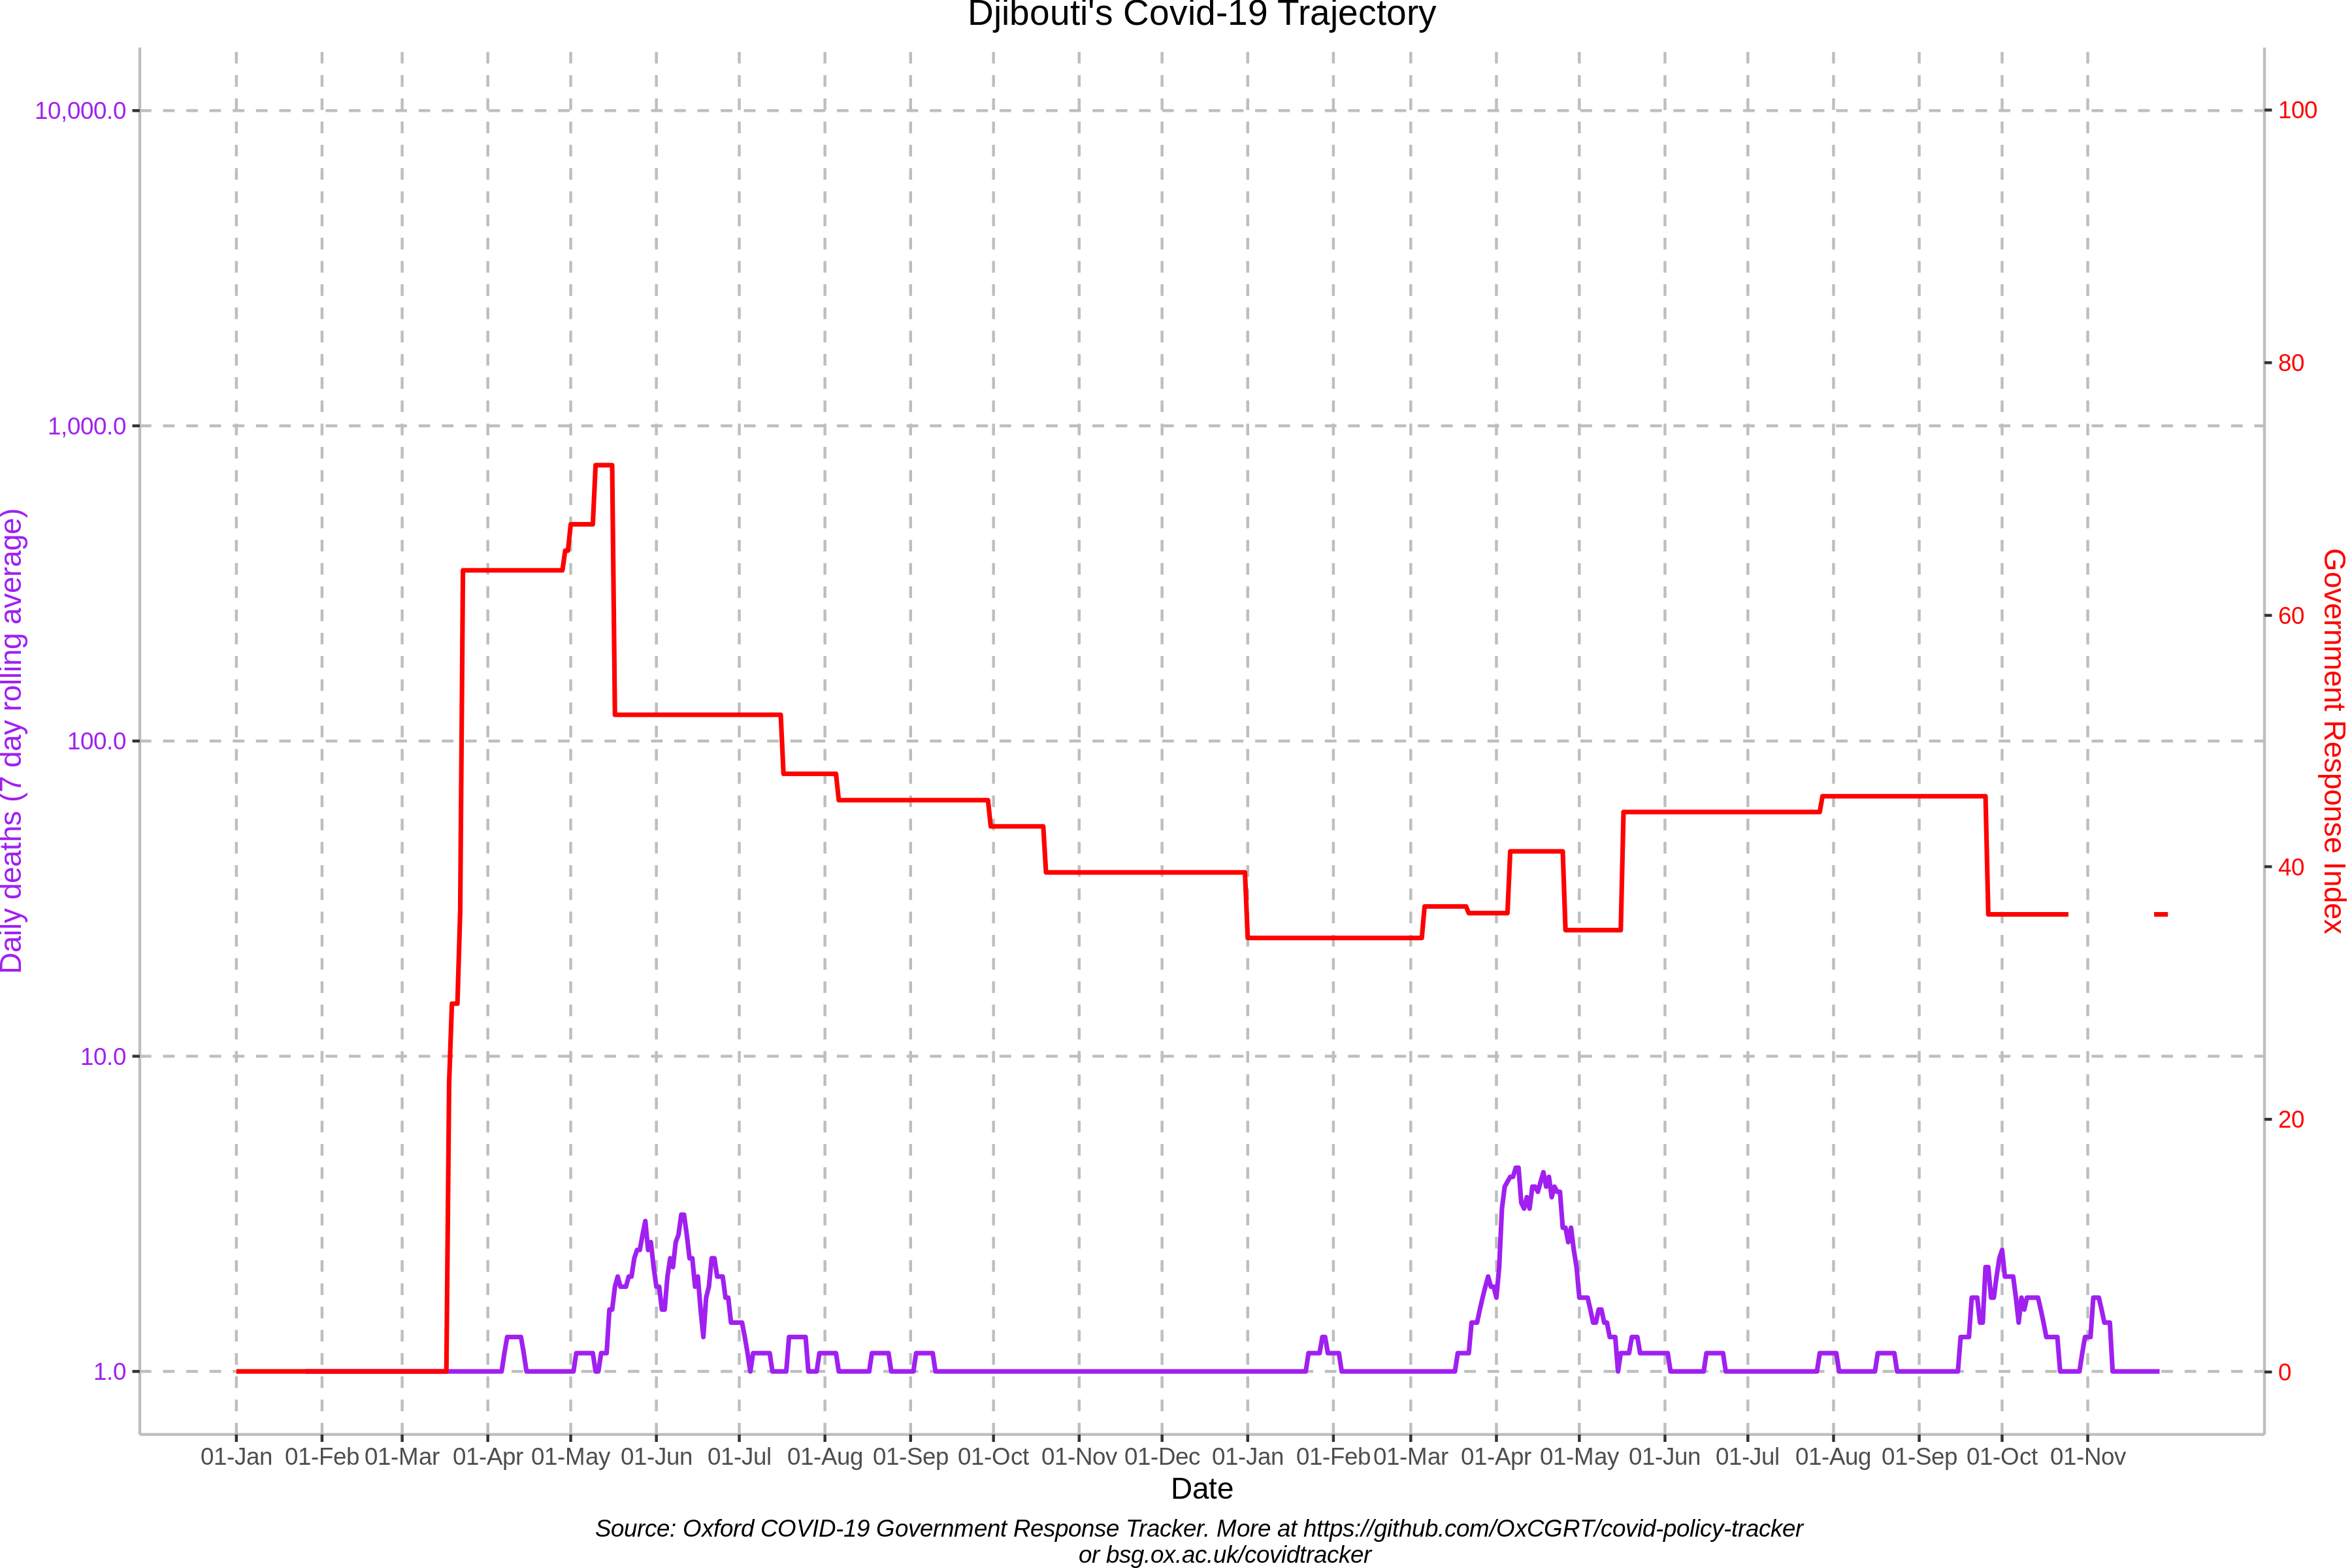 Djibouti's Covid-19 Trajectory
10,000.0
1,000.0
100.0
10.0
1.0
Daily deaths (7 day rolling average)
100
80
60
40
20
0
Government Response Index
01-Jan 01-Feb 01-Mar 01-Apr 01-May 01-Jun 01-Jul 01-Aug 01-Sep 01-Oct 01-Nov 01-Dec 01-Jan 01-Feb 01-Mar 01-Apr 01-May 01-Jun 01-Jul 01-Aug 01-Sep 01-Oct 01-Nov
Date
Source: Oxford COVID-19 Government Response Tracker. More at https://github.com/OxCGRT/covid-policy-tracker
or bsg.ox.ac.uk/covidtracker